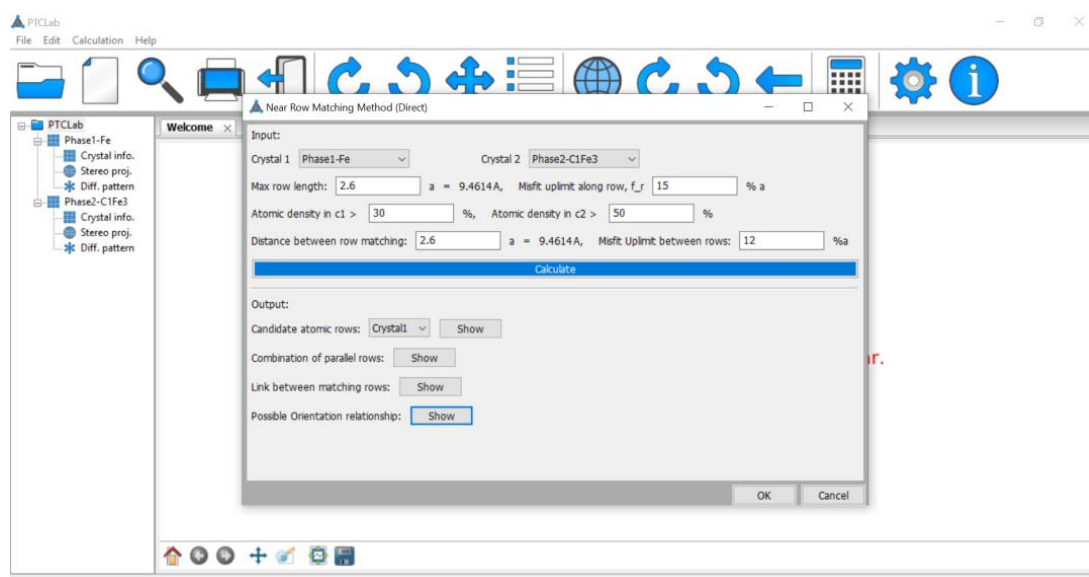 PTCLab
File Edit Calculation Help
PTCLab
Phase1-Fe
Crystal info.
Stereo proj.
Diff. pattern
Phase2-C1Fe3
Crystal info.
Stereo proj.
Diff. pattern
Welcome
Near Row Matching Method (Direct)
Input:
Crystal 1 Phase1-Fe Crystal 2 Phase2-C1Fe3
Max row length: 2.6 a = 9.4614A, Misfit uplimit along row, f_r 15 % a
Atomic density in c1 > 30 %, Atomic density in c2 > 50 %
Distance between row matching: 2.6 a = 9.4614A, Misfit Uplimit between rows: 12 %a
Calculate
Output:
Candidate atomic rows: Crystal1 Show
Combination of parallel rows: Show
Link between matching rows: Show
Possible Orientation relationship: Show
OK Cancel